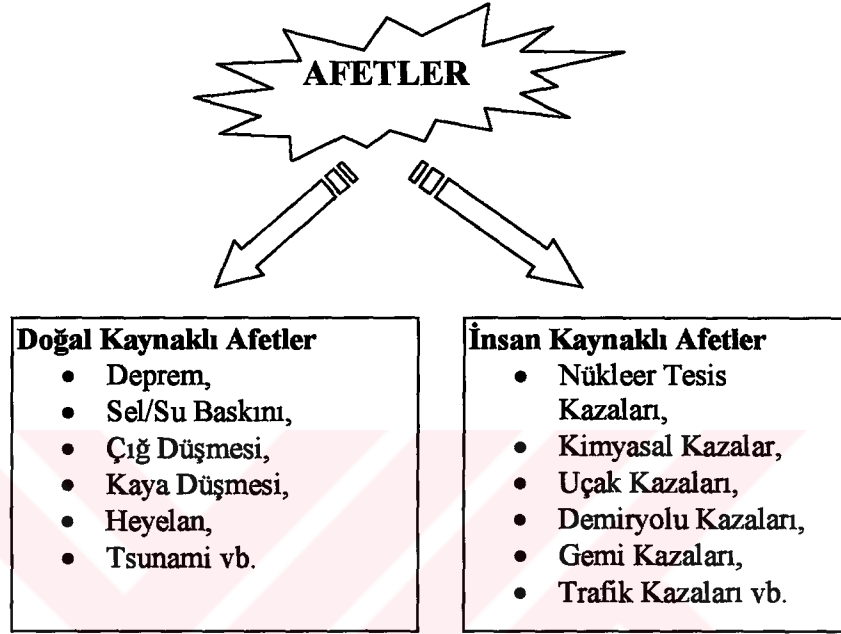 AFETLER
Doğal Kaynaklı Afetler
• Deprem,
• Sel/Su Baskını,
• Çığ Düşmesi,
• Kaya Düşmesi,
• Heyelan,
• Tsunami vb.
İnsan Kaynaklı Afetler
• Nükleer Tesis
Kazaları,
• Kimyasal Kazalar,
• Uçak Kazaları,
• Demiryolu Kazaları,
• Gemi Kazaları,
• Trafik Kazaları vb.